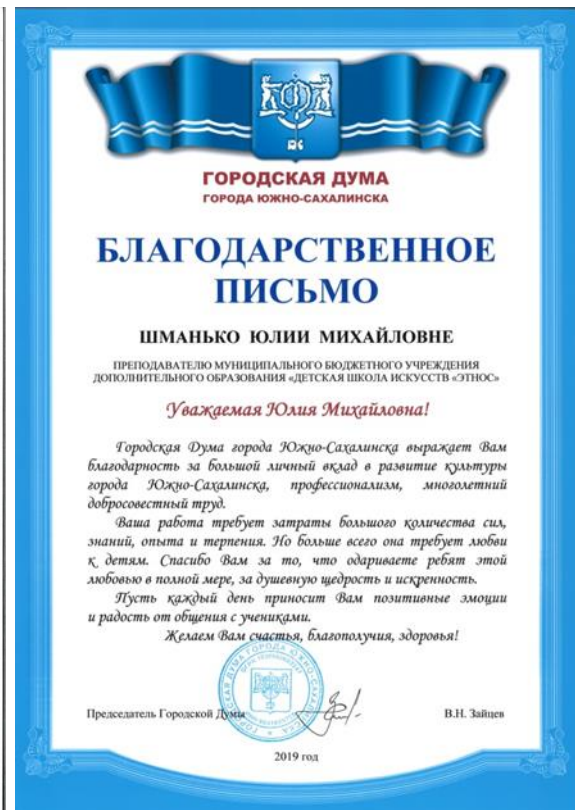 ГОРОДСКАЯ ДУМА
ГОРОДА ЮЖНО-САХАЛИНСКА
БЛАГОДАРСТВЕННОЕ
ПИСЬМО
ШМАНЬКО ЮЛИИ МИХАЙЛОВНЕ
ПРЕПОДАВАТЕЛЮ МУНИЦИПАЛЬНОГО БЮДЖЕТНОГО УЧРЕЖДЕНИЯ
ДОПОЛНИТЕЛЬНОГО ОБРАЗОВАНИЯ «ДЕТСКАЯ ШКОЛА ИСКУССТВ «ЭТНОС»
Уважаемая Юлия Михайловна!
Городская Дума города Южно-Сахалинска выражает Вам
благодарность за большой личный вклад в развитие культуры
города Южно-Сахалинска, профессионализм, многолетний
добросовестный труд.
Ваша работа требует затраты большого количества сил,
знаний, опыта и терпения. Но больше всего она требует любви
к детям. Спасибо Вам за то, что одариваете ребят этой
любовью в полной мере, за душевную щедрость и искренность.
Пусть каждый день приносит Вам позитивные эмоции
и радость от общения с учениками.
Желаем Вам счастья, благополучия, здоровья!
Председатель Городской Думы
В.Н. Зайцев
2019 год